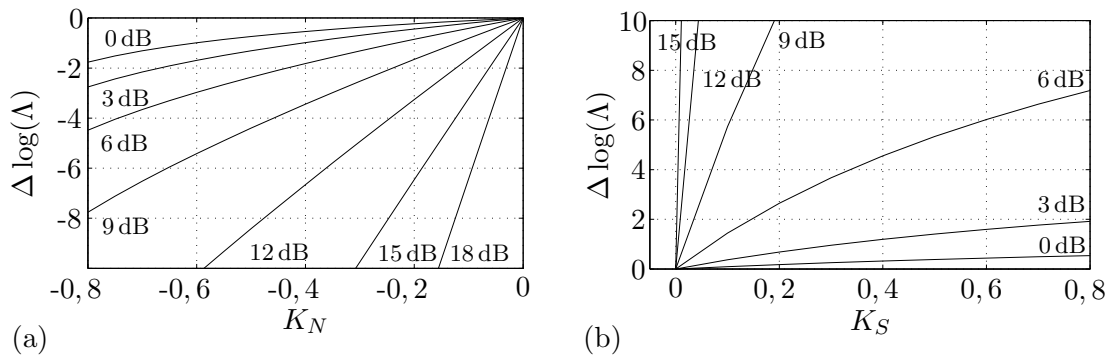 0
-2
-4
-6
-8
Δ log(Λ)
0 dB
3 dB
6 dB
9 dB
12 dB
15 dB
18 dB
-0, 8
-0, 6
-0, 4
-0, 2
0
K_N
(a)
10
8
6
4
2
0
Δ log(Λ)
15 dB
12 dB
9 dB
6 dB
3 dB
0 dB
0
0, 2
0, 4
0, 6
0, 8
K_S
(b)